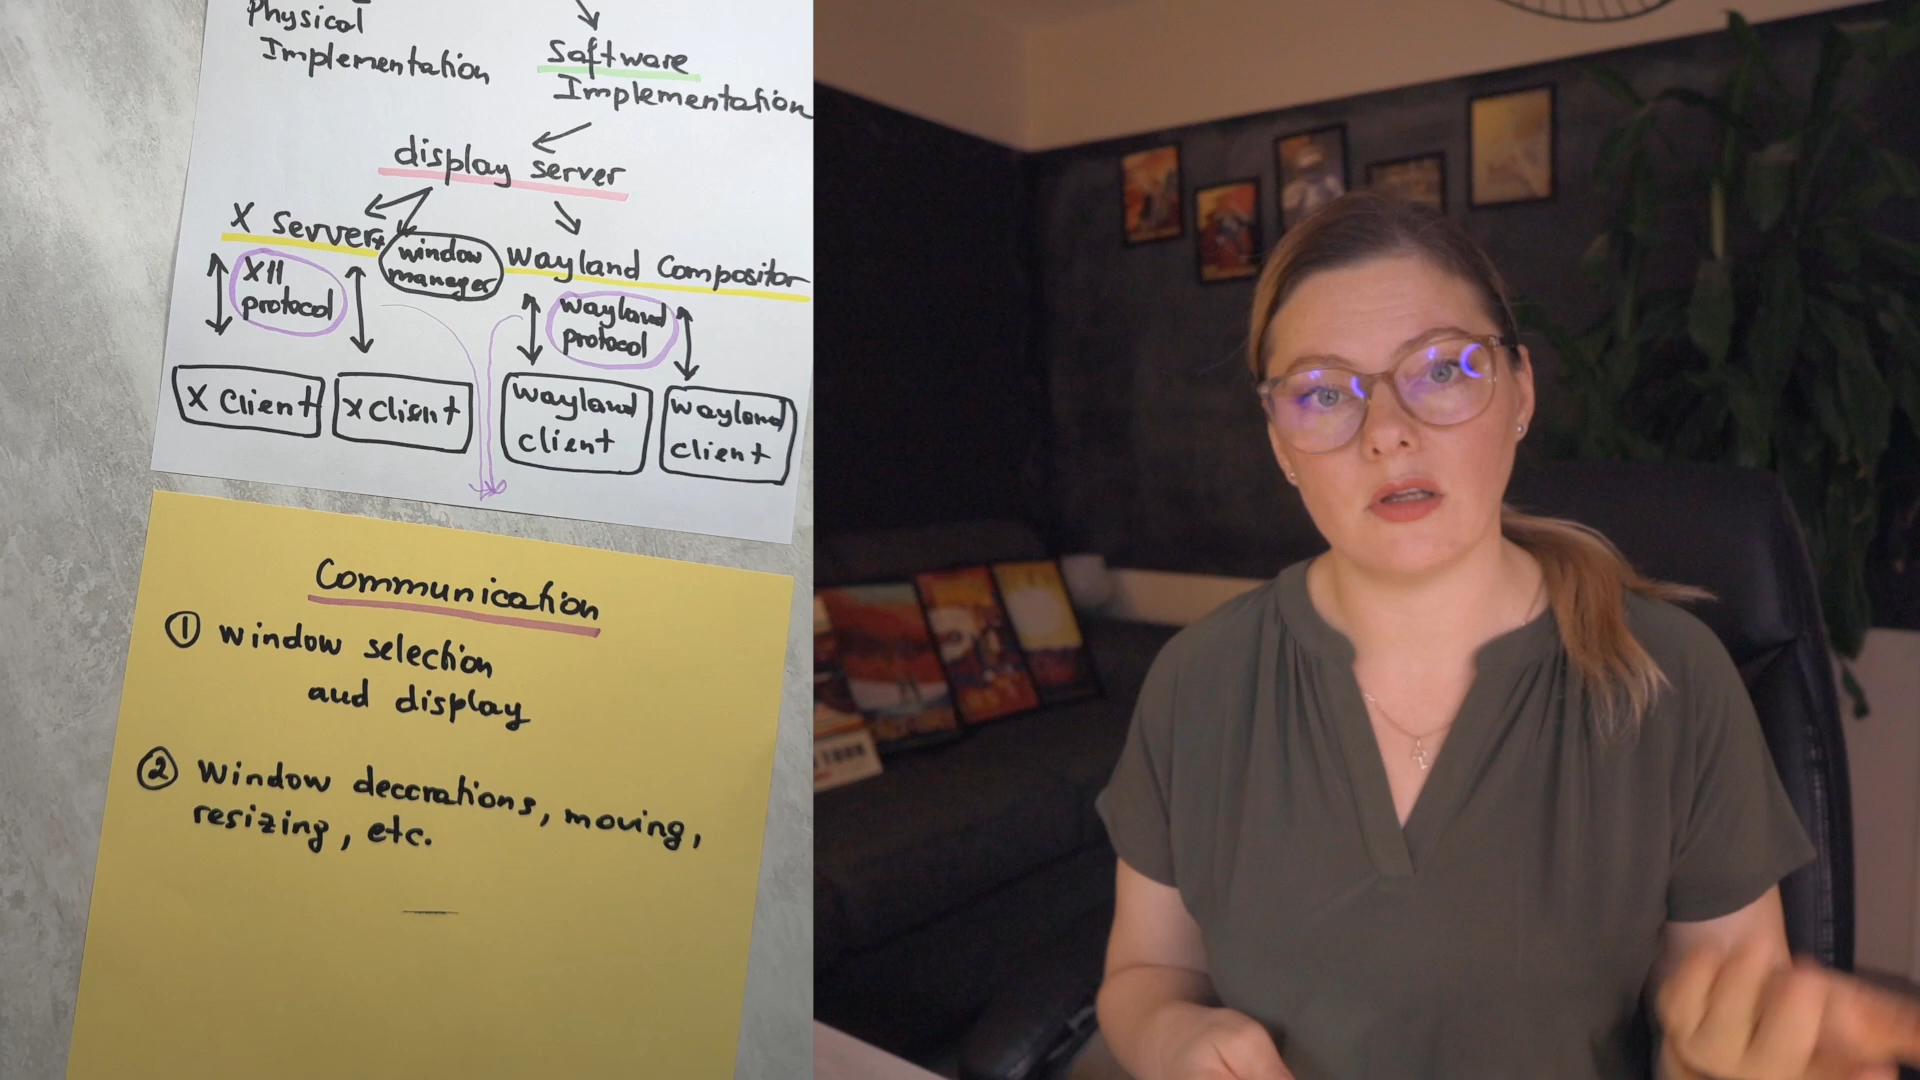 Physical
Implementation
Software
Implementation
display server
X Server+
window
manager
Wayland Compositor
X11
protocol
wayland
protocol
X Client
X Client
Wayland
client
Wayland
client
Communication
① Window selection
and display
② Window decorations, moving,
resizing, etc.